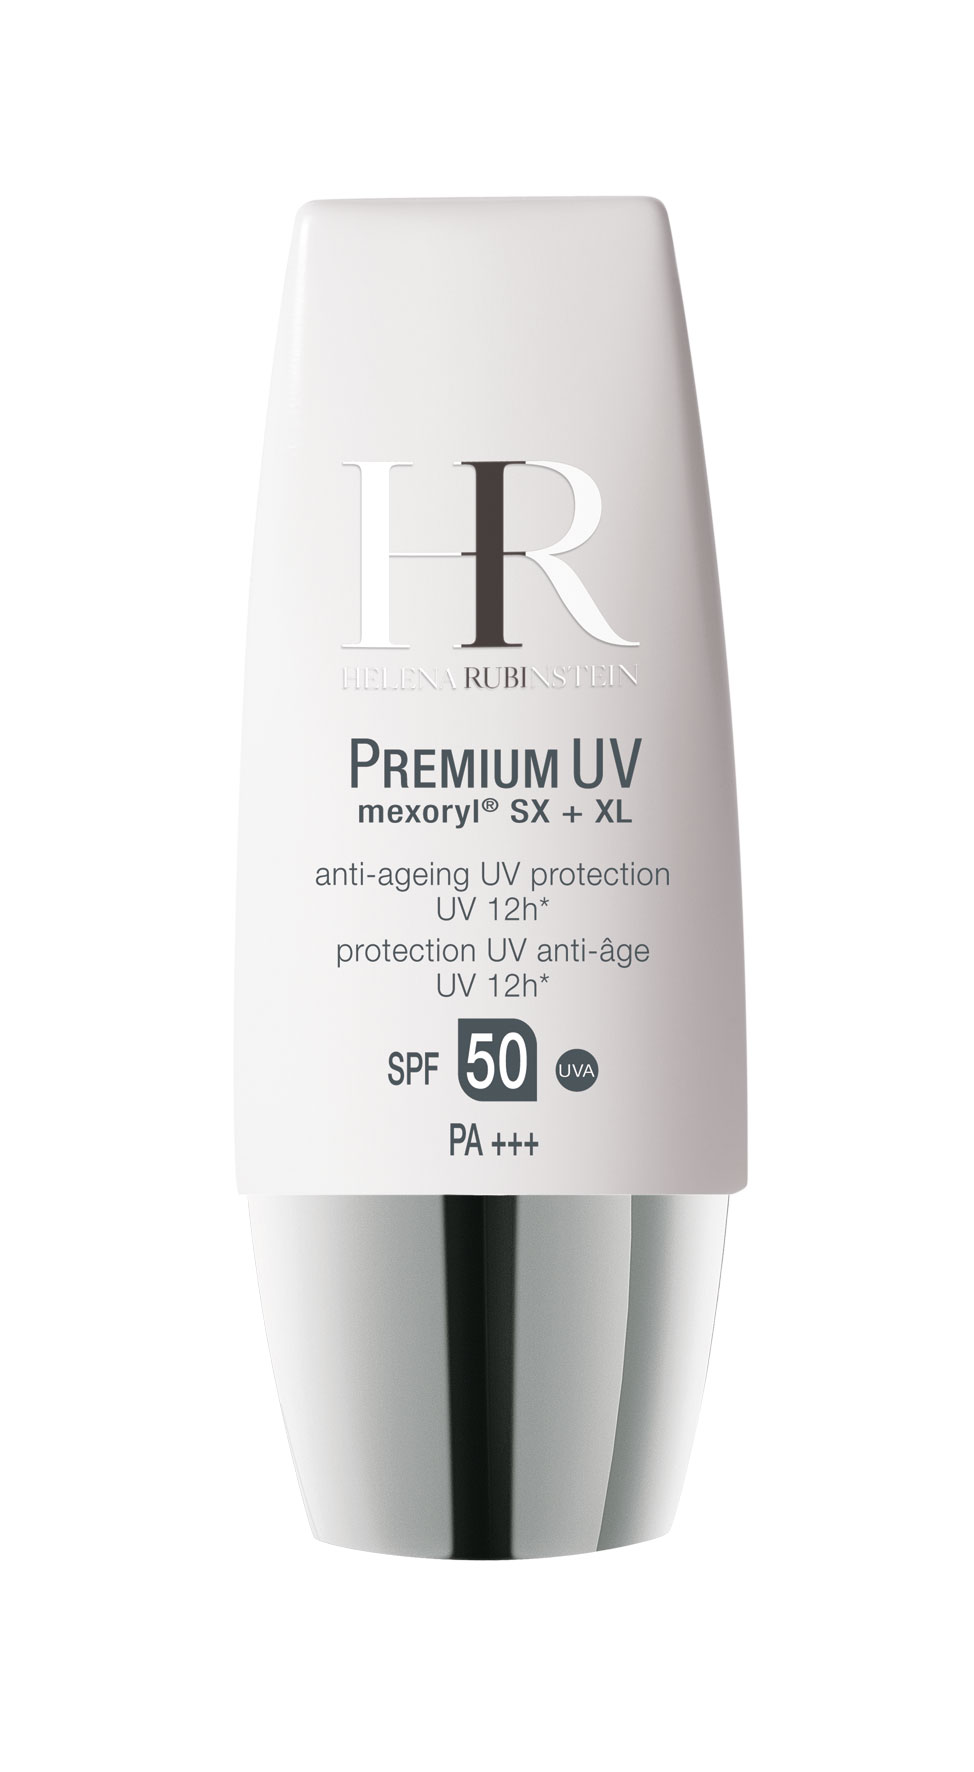 HR
HELENA RUBINSTEIN
PREMIUM UV
mexoryl® SX + XL
anti-ageing UV protection
UV 12h*
protection UV anti-âge
UV 12h*
SPF 50 UVA
PA +++